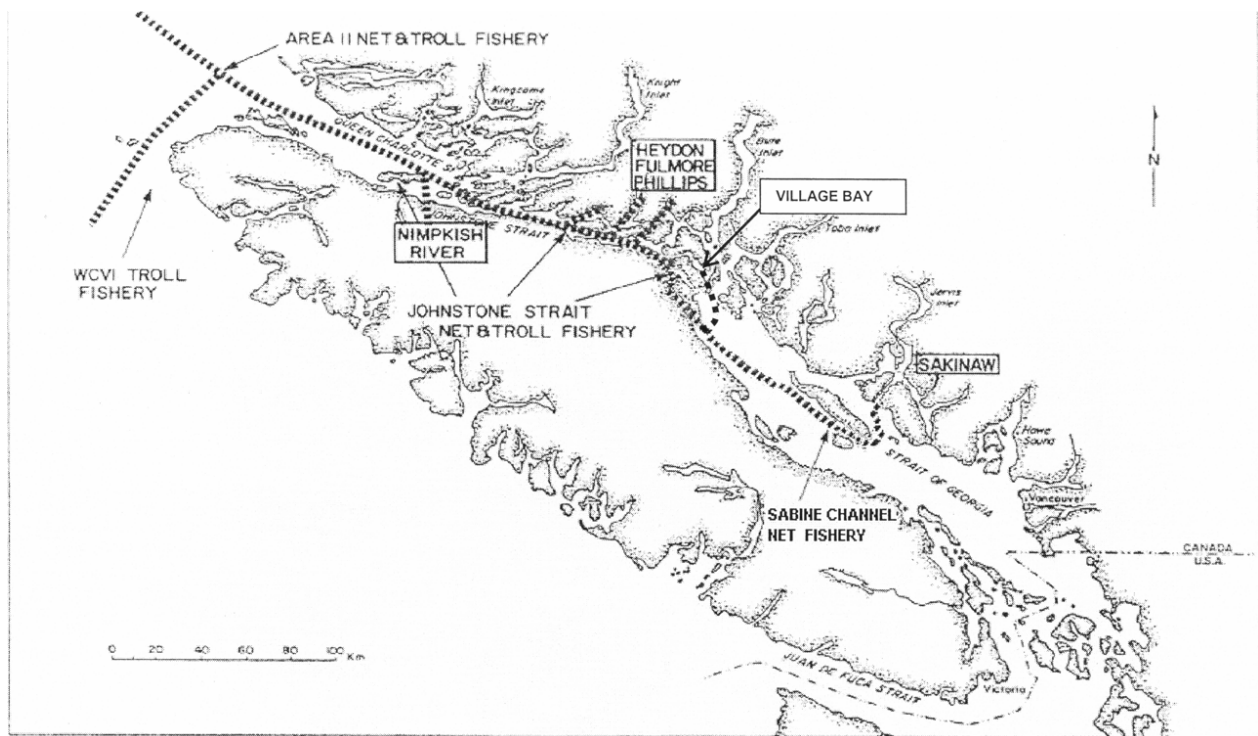 AREA 11 NET & TROLL FISHERY
Kingcome
Inlet
Knight
Inlet
Bute
Inlet
N
QUEEN CHARLOTTE
HEYDON
FULMORE
PHILLIPS
VILLAGE BAY
Toba Inlet
STRAIT
NIMPKISH
RIVER
WCVI TROLL
FISHERY
JOHNSTONE STRAIT
NET & TROLL FISHERY
Jervis
Inlet
SAKINAW
Howe
Sound
STRAIT OF GEORGIA
Vancouver
SABINE CHANNEL
NET FISHERY
CANADA
U.S.A.
0 20 40 60 80 100
Km
JUAN DE FUCA STRAIT
Victoria